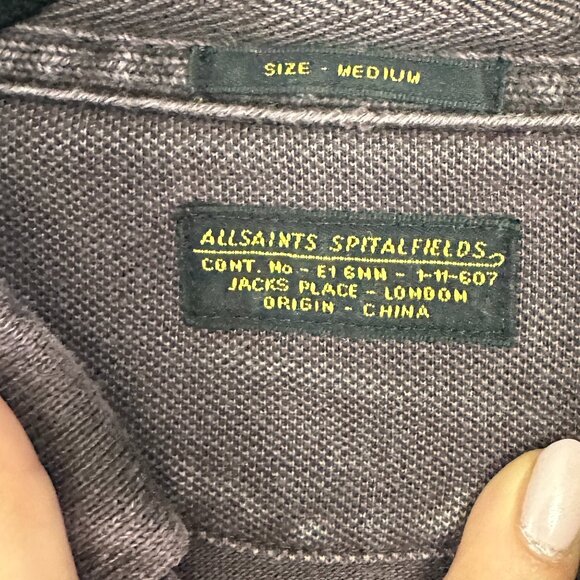 SIZE - MEDIUM
ALLSAINTS SPITALFIELDS
CONT. No - E1 6NN - 1-11-607
JACKS PLACE - LONDON
ORIGIN - CHINA